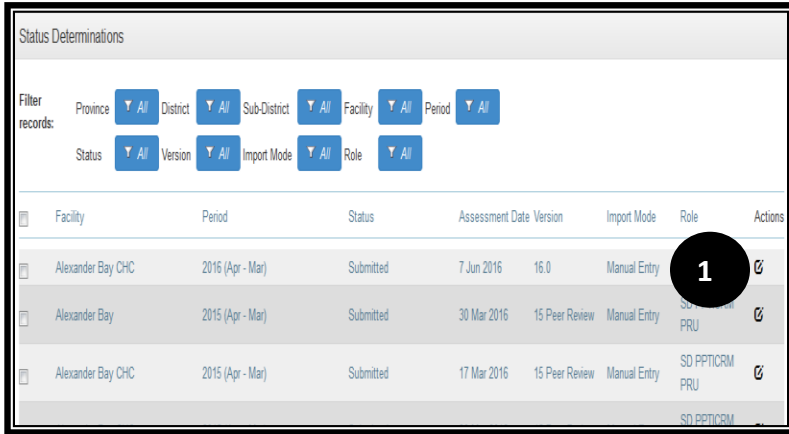 Status Determinations
Filter records: Province All District All Sub-District All Facility All Period All
Status All Version All Import Mode All Role All
Facility Period Status Assessment Date Version Import Mode Role Actions
Alexander Bay CHC 2016 (Apr - Mar) Submitted 7 Jun 2016 16.0 Manual Entry 1
Alexander Bay 2015 (Apr - Mar) Submitted 30 Mar 2016 15 Peer Review Manual Entry SD PPTICRM PRU
Alexander Bay CHC 2015 (Apr - Mar) Submitted 17 Mar 2016 15 Peer Review Manual Entry SD PPTICRM PRU
SD PPTICRM